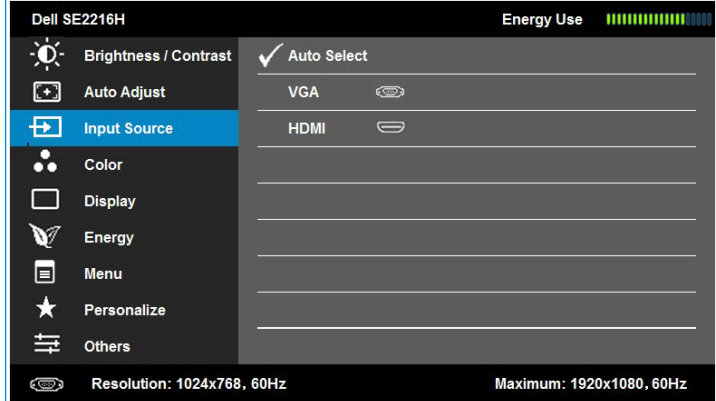 Dell SE2216H Energy Use
Brightness / Contrast Auto Select
Auto Adjust VGA
Input Source HDMI
Color
Display
Energy
Menu
Personalize
Others
Resolution: 1024x768, 60Hz Maximum: 1920x1080, 60Hz